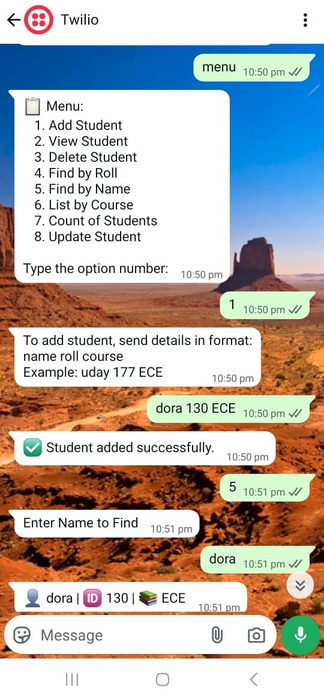 Twilio
menu 10:50 pm
📋 Menu:
1. Add Student
2. View Student
3. Delete Student
4. Find by Roll
5. Find by Name
6. List by Course
7. Count of Students
8. Update Student
Type the option number: 10:50 pm
1 10:50 pm
To add student, send details in format:
name roll course
Example: uday 177 ECE 10:50 pm
dora 130 ECE 10:50 pm
✅ Student added successfully. 10:50 pm
5 10:51 pm
Enter Name to Find 10:51 pm
dora 10:51 pm
👤 dora | 🆔 130 | 📚 ECE 10:51 pm
Message